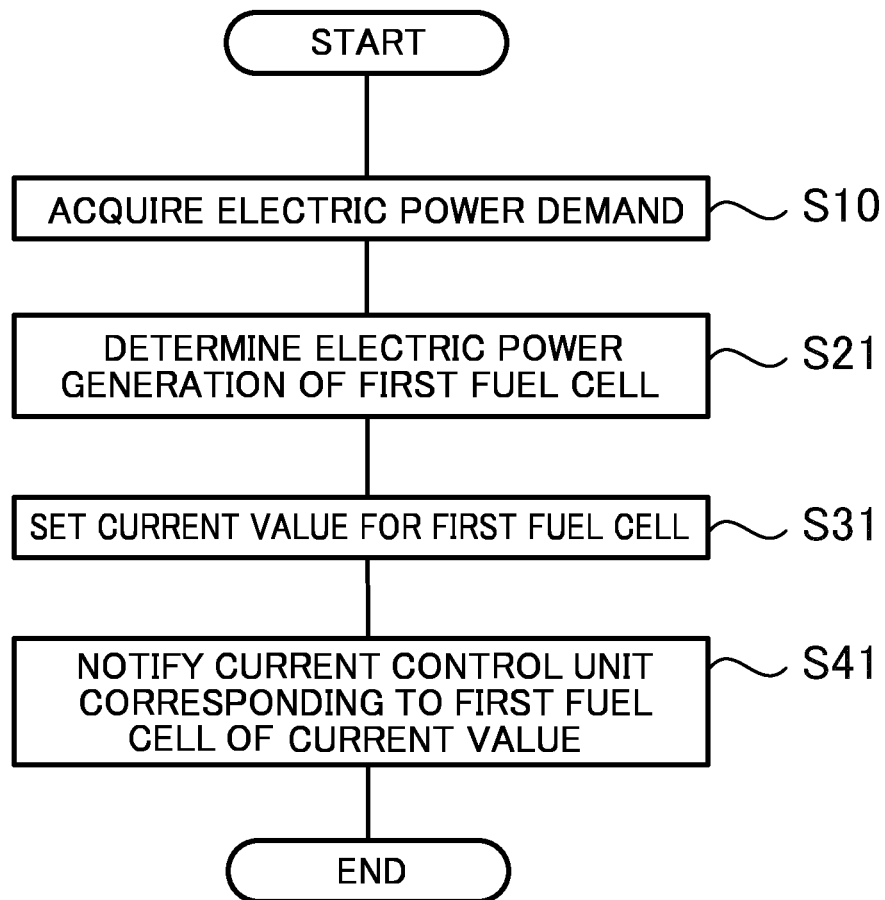 START
ACQUIRE ELECTRIC POWER DEMAND
S10
DETERMINE ELECTRIC POWER
GENERATION OF FIRST FUEL CELL
S21
SET CURRENT VALUE FOR FIRST FUEL CELL
S31
NOTIFY CURRENT CONTROL UNIT
CORRESPONDING TO FIRST FUEL
CELL OF CURRENT VALUE
S41
END